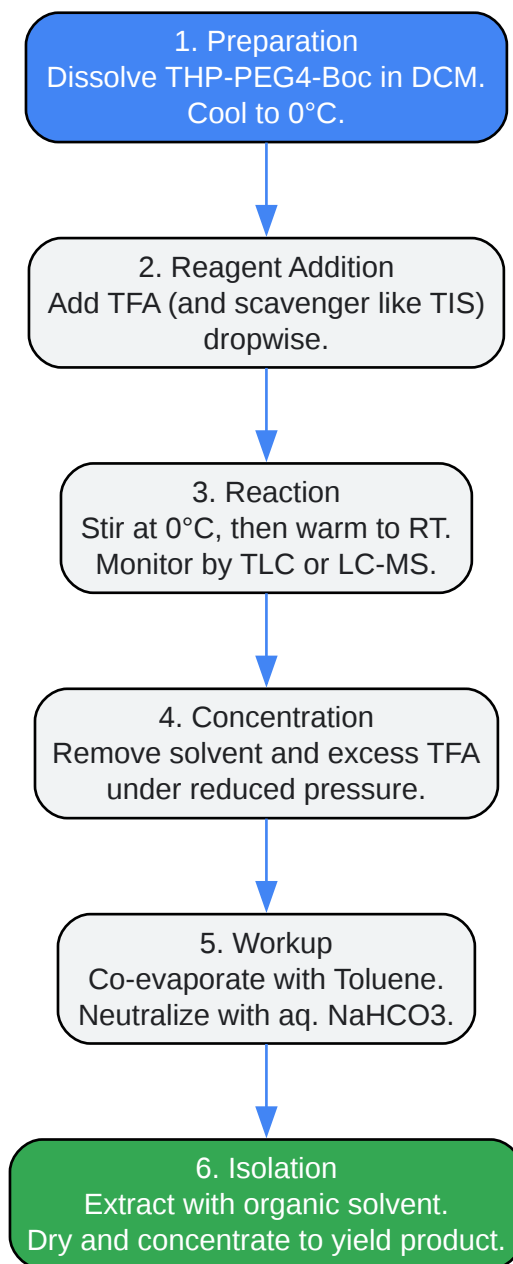 1. Preparation
Dissolve THP-PEG4-Boc in DCM.
Cool to 0°C.
2. Reagent Addition
Add TFA (and scavenger like TIS)
dropwise.
3. Reaction
Stir at 0°C, then warm to RT.
Monitor by TLC or LC-MS.
4. Concentration
Remove solvent and excess TFA
under reduced pressure.
5. Workup
Co-evaporate with Toluene.
Neutralize with aq. NaHCO3.
6. Isolation
Extract with organic solvent.
Dry and concentrate to yield product.